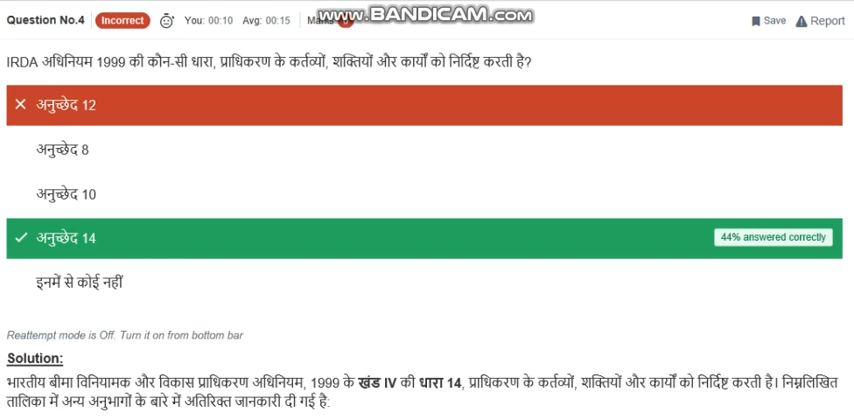 www.BANDICAM.com
Question No.4 Incorrect You: 00:10 Avg: 00:15 Marks Save Report
IRDA अधिनियम 1999 की कौन-सी धारा, प्राधिकरण के कर्तव्यों, शक्तियों और कार्यों को निर्दिष्ट करती है?
अनुच्छेद 12
अनुच्छेद 8
अनुच्छेद 10
अनुच्छेद 14 44% answered correctly
इनमें से कोई नहीं
Reattempt mode is Off. Turn it on from bottom bar
Solution:
भारतीय बीमा विनियामक और विकास प्राधिकरण अधिनियम, 1999 के खंड IV की धारा 14, प्राधिकरण के कर्तव्यों, शक्तियों और कार्यों को निर्दिष्ट करती है। निम्नलिखित
तालिका में अन्य अनुभागों के बारे में अतिरिक्त जानकारी दी गई है: